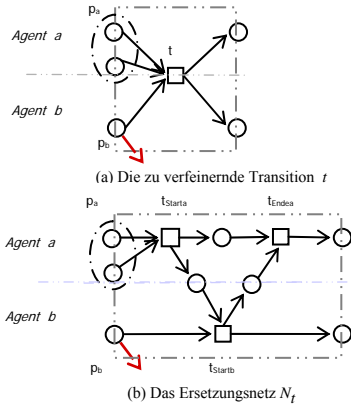 pa
Agent a
t
Agent b
pb
(a) Die zu verfeinernde Transition t
pa
tStarta
tEndea
Agent a
Agent b
pb
tStartb
(b) Das Ersetzungsnetz Nt